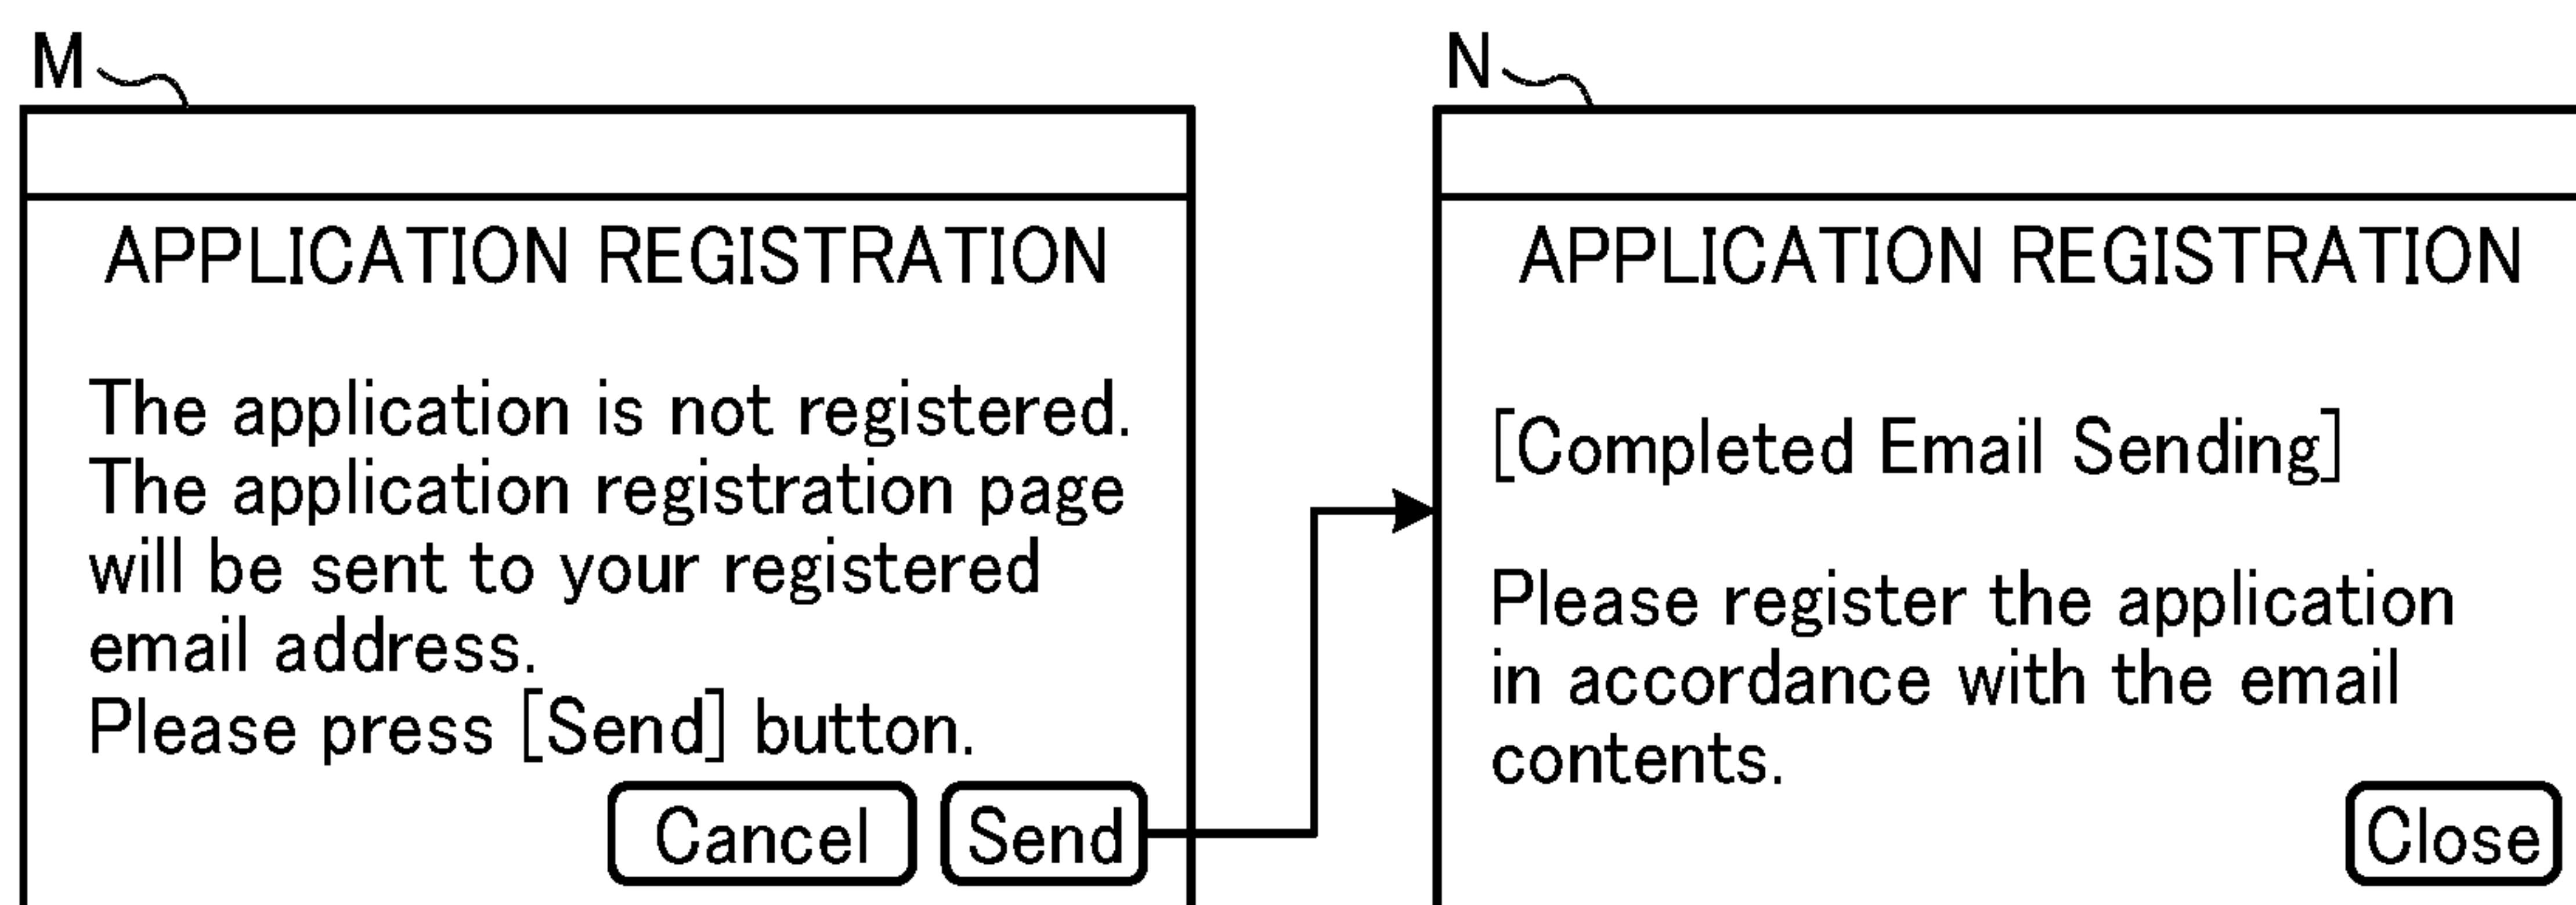 M
APPLICATION REGISTRATION
The application is not registered.
The application registration page
will be sent to your registered
email address.
Please press [Send] button.
Cancel
Send
N
APPLICATION REGISTRATION
[Completed Email Sending]
Please register the application
in accordance with the email
contents.
Close